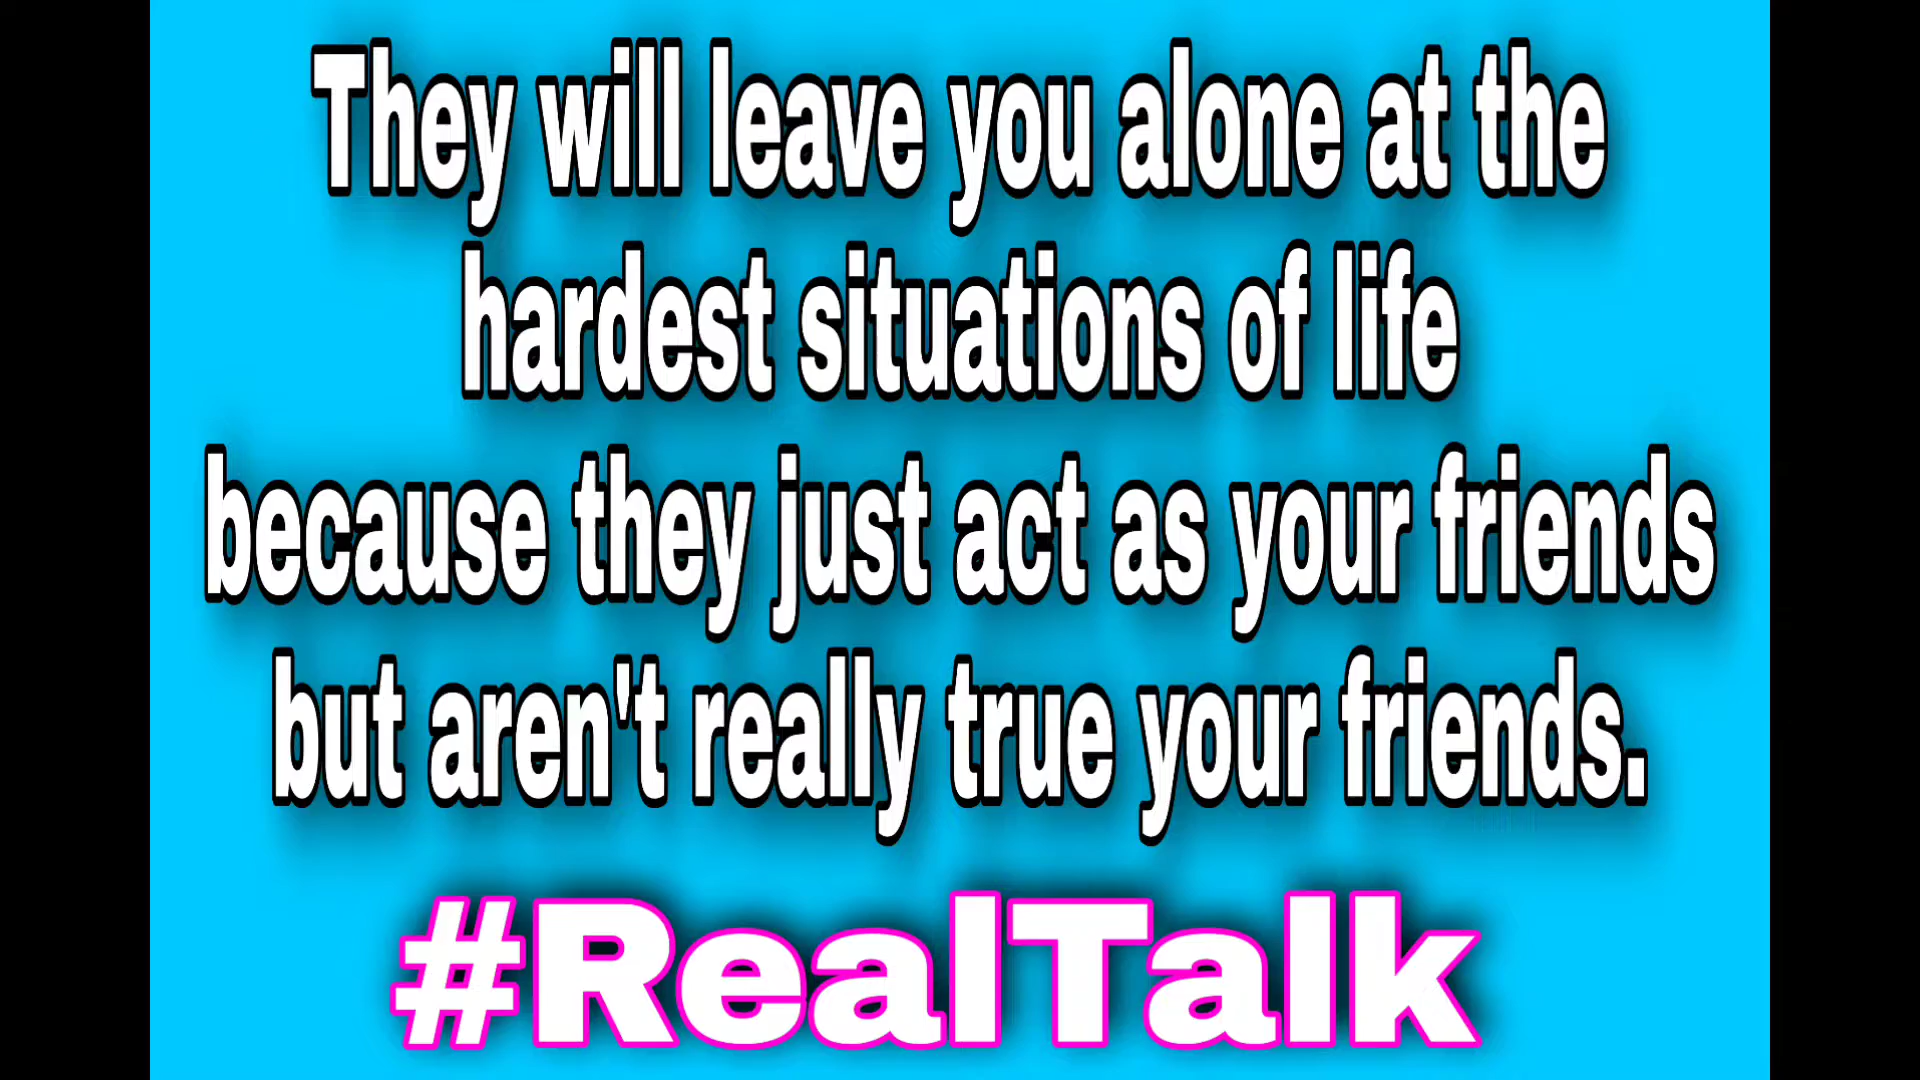 They will leave you alone at the
hardest situations of life
because they just act as your friends
but aren't really true your friends.
#RealTalk